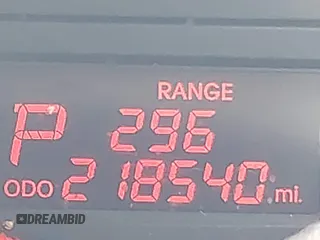 RANGE
P 296
ODO 218540 mi.
DREAMBID